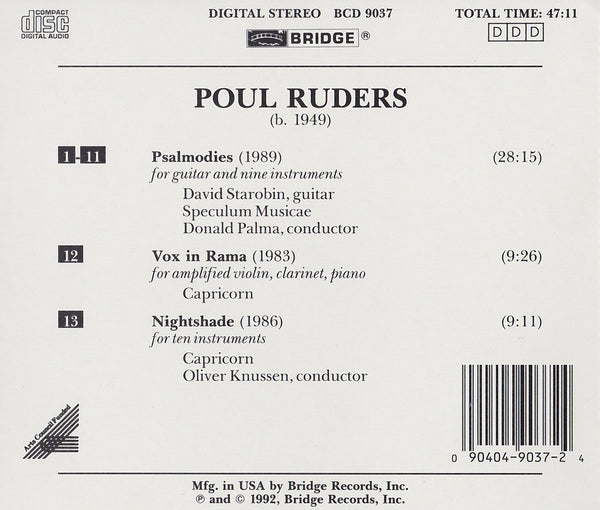 COMPACT
disc
DIGITAL AUDIO
DIGITAL STEREO BCD 9037
TOTAL TIME: 47:11
BRIDGE ®
D D D
POUL RUDERS
(b. 1949)
1-11 Psalmodies (1989) (28:15)
for guitar and nine instruments
David Starobin, guitar
Speculum Musicae
Donald Palma, conductor
12 Vox in Rama (1983) (9:26)
for amplified violin, clarinet, piano
Capricorn
13 Nightshade (1986) (9:11)
for ten instruments
Capricorn
Oliver Knussen, conductor
Arts Council Funded
0 90404-9037-2 4
Mfg. in USA by Bridge Records, Inc.
℗ and © 1992, Bridge Records, Inc.